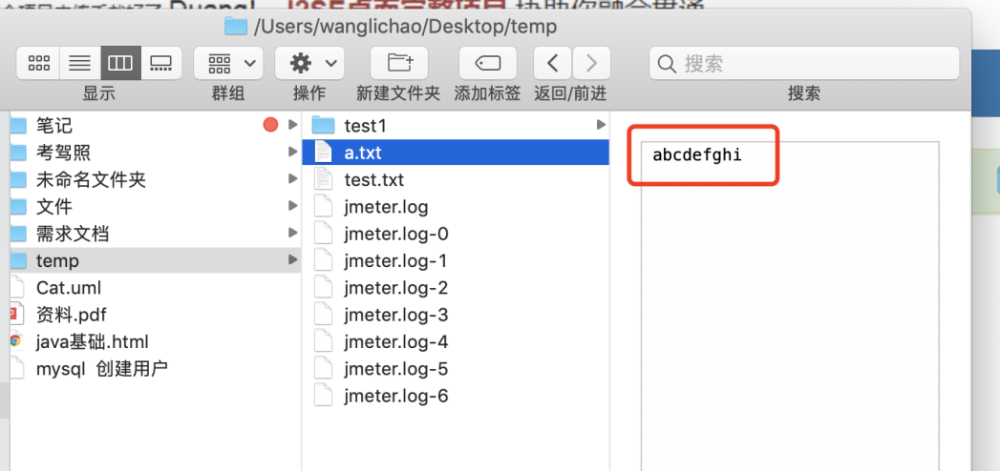 /Users/wanglichao/Desktop/temp
搜索
显示
群组
操作
新建文件夹
添加标签
返回/前进
搜索
笔记
考驾照
未命名文件夹
文件
需求文档
temp
Cat.uml
资料.pdf
java基础.html
mysql 创建用户
test1
a.txt
test.txt
jmeter.log
jmeter.log-0
jmeter.log-1
jmeter.log-2
jmeter.log-3
jmeter.log-4
jmeter.log-5
jmeter.log-6
abcdefghi